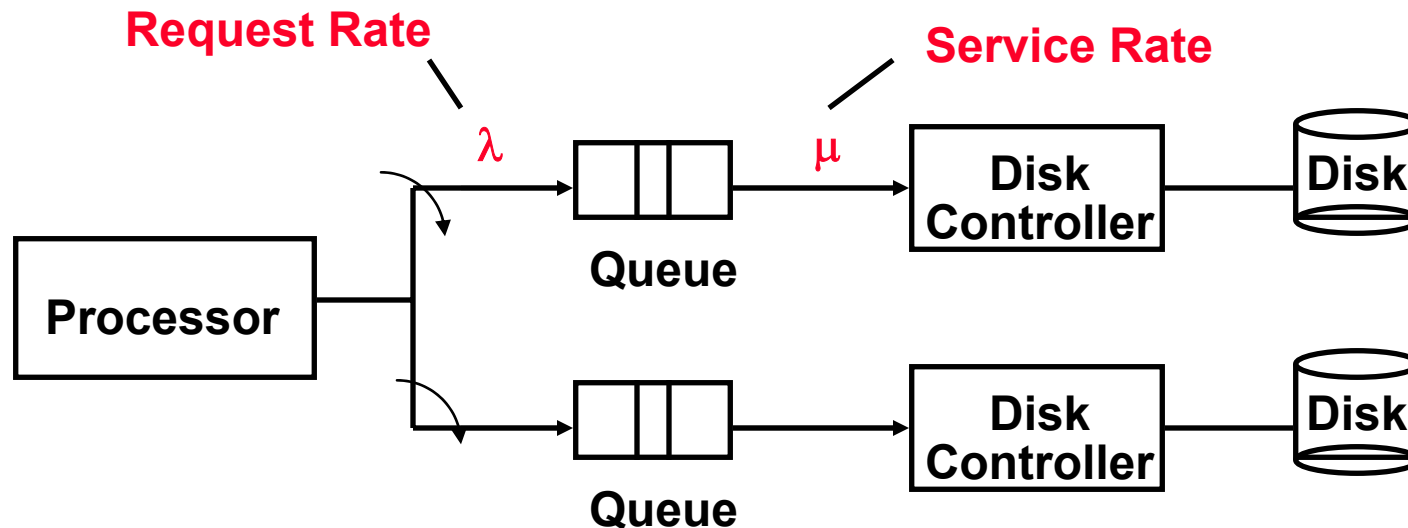 Request Rate
Service Rate
λ
μ
Disk
Controller
Disk
Queue
Processor
Disk
Controller
Disk
Queue